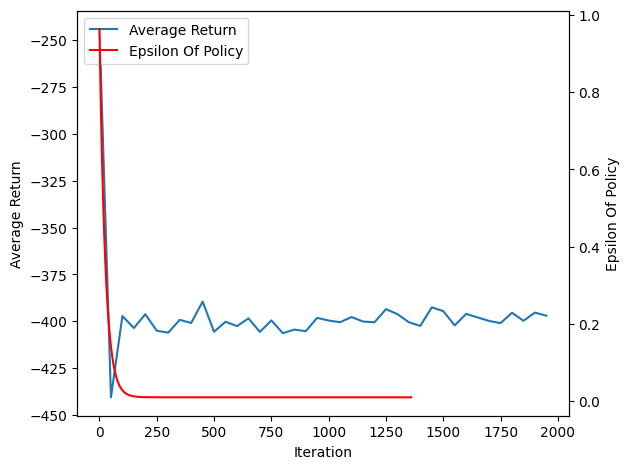 Average Return
Epsilon Of Policy
−250
−275
−300
−325
−350
−375
−400
−425
−450
Average Return
1.0
0.8
0.6
0.4
0.2
0.0
Epsilon Of Policy
0 250 500 750 1000 1250 1500 1750 2000
Iteration